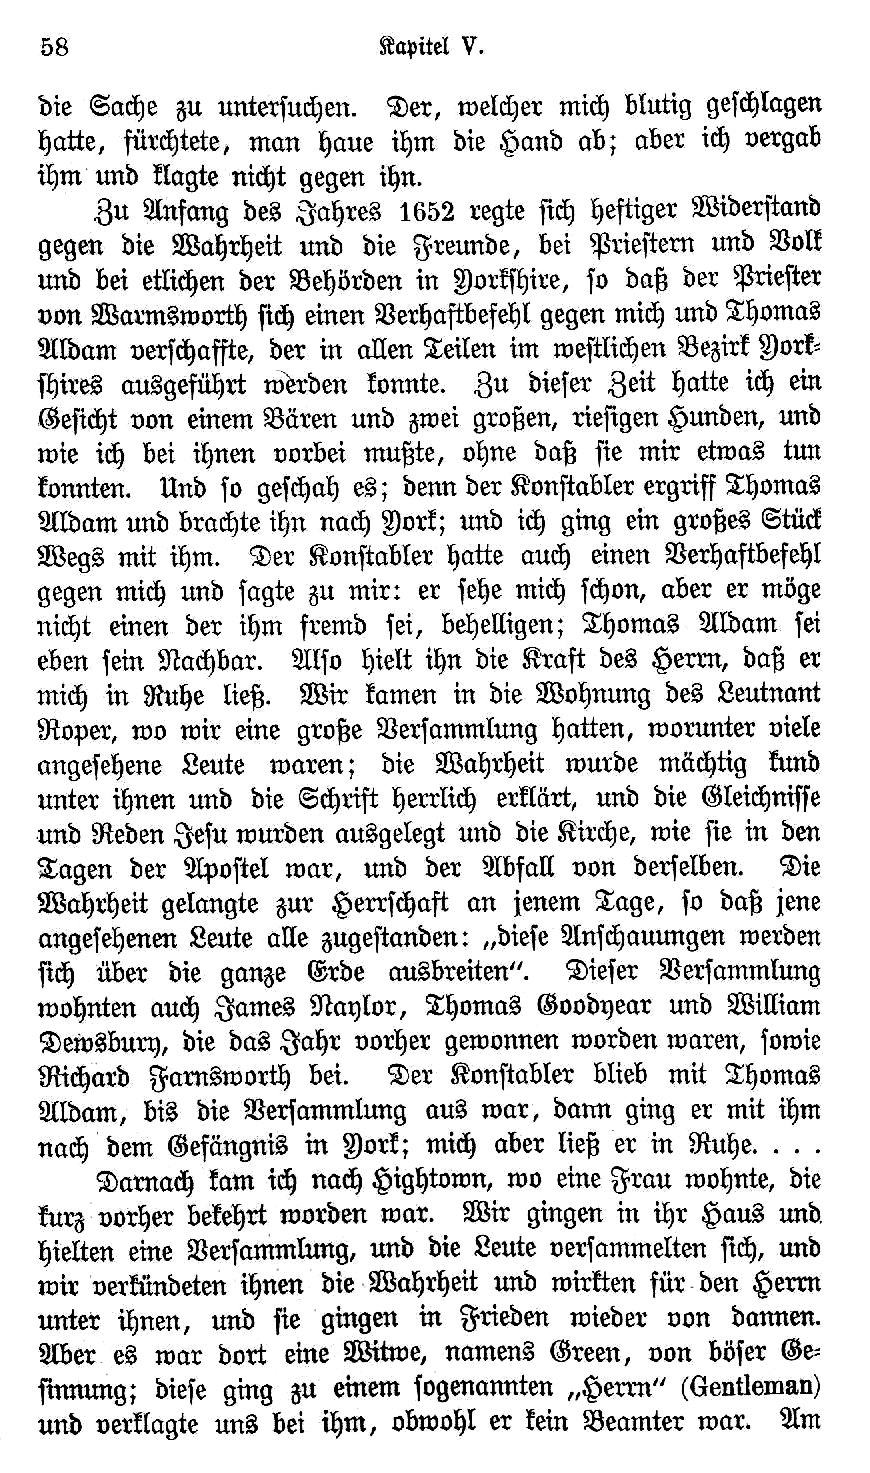 58 Kapitel V.
die Sache zu untersuchen. Der, welcher mich blutig geschlagen
hatte, fürchtete, man haue ihm die Hand ab; aber ich vergab
ihm und klagte nicht gegen ihn.
Zu Anfang des Jahres 1652 regte sich heftiger Widerstand
gegen die Wahrheit und die Freunde, bei Priestern und Volk
und bei etlichen der Behörden in Yorkshire, so daß der Priester
von Warmsworth sich einen Verhaftbefehl gegen mich und Thomas
Aldam verschaffte, der in allen Teilen im westlichen Bezirk York-
shires ausgeführt werden konnte. Zu dieser Zeit hatte ich ein
Gesicht von einem Bären und zwei großen, riesigen Hunden, und
wie ich bei ihnen vorbei mußte, ohne daß sie mir etwas tun
konnten. Und so geschah es; denn der Konstabler ergriff Thomas
Aldam und brachte ihn nach York; und ich ging ein großes Stück
Wegs mit ihm. Der Konstabler hatte auch einen Verhaftbefehl
gegen mich und sagte zu mir: er sehe mich schon, aber er möge
nicht einen der ihm fremd sei, behelligen; Thomas Aldam sei
eben sein Nachbar. Also hielt ihn die Kraft des Herrn, daß er
mich in Ruhe ließ. Wir kamen in die Wohnung des Leutnant
Roper, wo wir eine große Versammlung hatten, worunter viele
angesehene Leute waren; die Wahrheit wurde mächtig kund
unter ihnen und die Schrift herrlich erklärt, und die Gleichnisse
und Reden Jesu wurden ausgelegt und die Kirche, wie sie in den
Tagen der Apostel war, und der Abfall von derselben. Die
Wahrheit gelangte zur Herrschaft an jenem Tage, so daß jene
angesehenen Leute alle zugestanden: „diese Anschauungen werden
sich über die ganze Erde ausbreiten“. Dieser Versammlung
wohnten auch James Naylor, Thomas Goodyear und William
Dewsbury, die das Jahr vorher gewonnen worden waren, sowie
Richard Farnsworth bei. Der Konstabler blieb mit Thomas
Aldam, bis die Versammlung aus war, dann ging er mit ihm
nach dem Gefängnis in York; mich aber ließ er in Ruhe. . . .
Darnach kam ich nach Hightown, wo eine Frau wohnte, die
kurz vorher bekehrt worden war. Wir gingen in ihr Haus und
hielten eine Versammlung, und die Leute versammelten sich, und
wir verkündeten ihnen die Wahrheit und wirkten für den Herrn
unter ihnen, und sie gingen in Frieden wieder von dannen.
Aber es war dort eine Witwe, namens Green, von böser Ge-
sinnung; diese ging zu einem sogenannten „Herrn“ (Gentleman)
und verklagte uns bei ihm, obwohl er kein Beamter war. Am